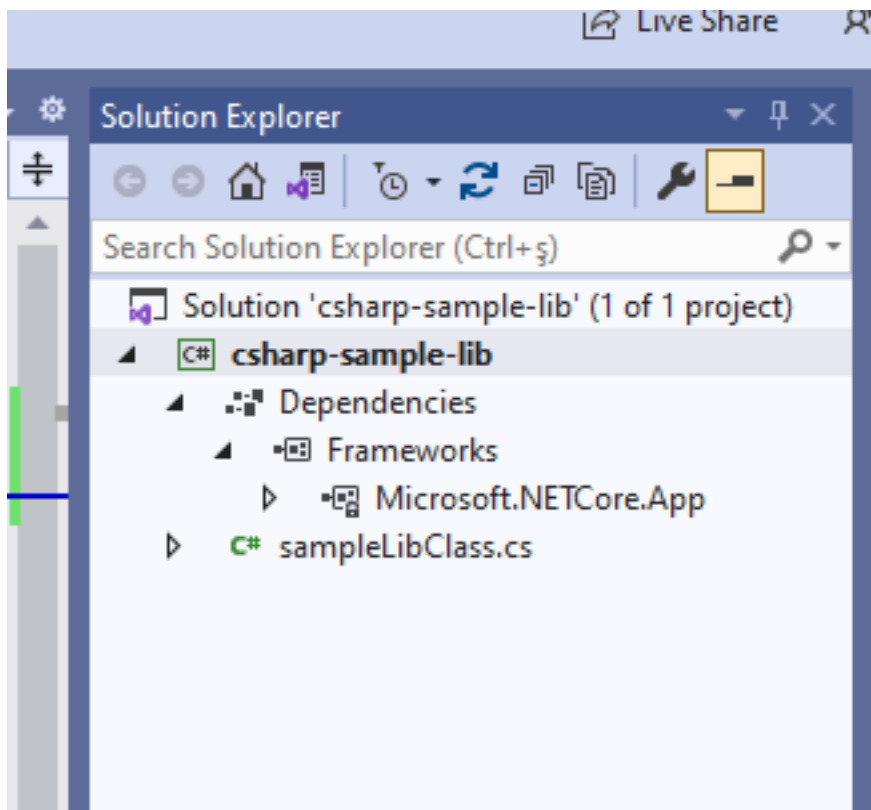 Live Share
Solution Explorer
Search Solution Explorer (Ctrl+ş)
Solution 'csharp-sample-lib' (1 of 1 project)
C# csharp-sample-lib
Dependencies
Frameworks
Microsoft.NETCore.App
C# sampleLibClass.cs